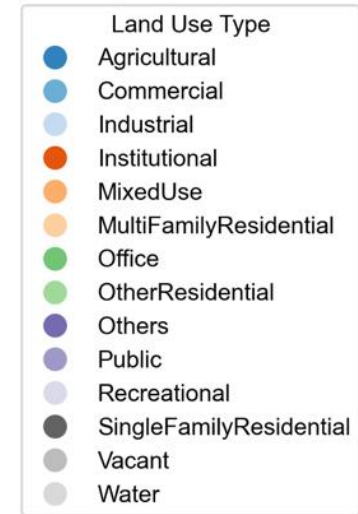 Land Use Type
Agricultural
Commercial
Industrial
Institutional
MixedUse
MultiFamilyResidential
Office
OtherResidential
Others
Public
Recreational
SingleFamilyResidential
Vacant
Water